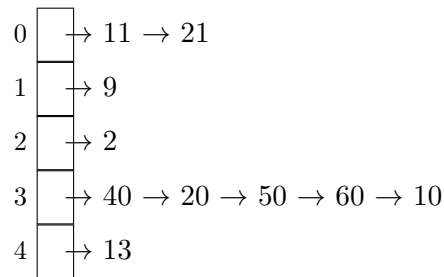 0 → 11 → 21
1 → 9
2 → 2
3 → 40 → 20 → 50 → 60 → 10
4 → 13